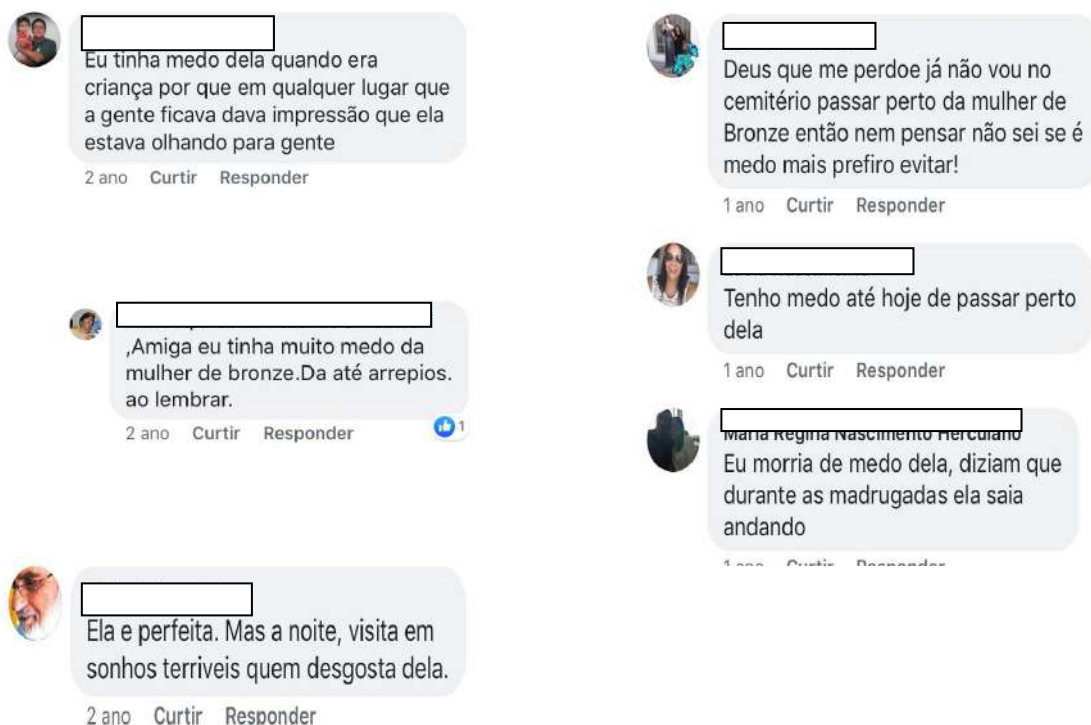 Eu tinha medo dela quando era
criança por que em qualquer lugar que
a gente ficava dava impressão que ela
estava olhando para gente
2 ano Curtir Responder
,Amiga eu tinha muito medo da
mulher de bronze.Da até arrepios.
ao lembrar.
2 ano Curtir Responder 1
Ela e perfeita. Mas a noite, visita em
sonhos terriveis quem desgosta dela.
2 ano Curtir Responder
Deus que me perdoe já não vou no
cemitério passar perto da mulher de
Bronze então nem pensar não sei se é
medo mais prefiro evitar!
1 ano Curtir Responder
Tenho medo até hoje de passar perto
dela
1 ano Curtir Responder
Eu morria de medo dela, diziam que
durante as madrugadas ela saia
andando
1 ano Curtir Responder